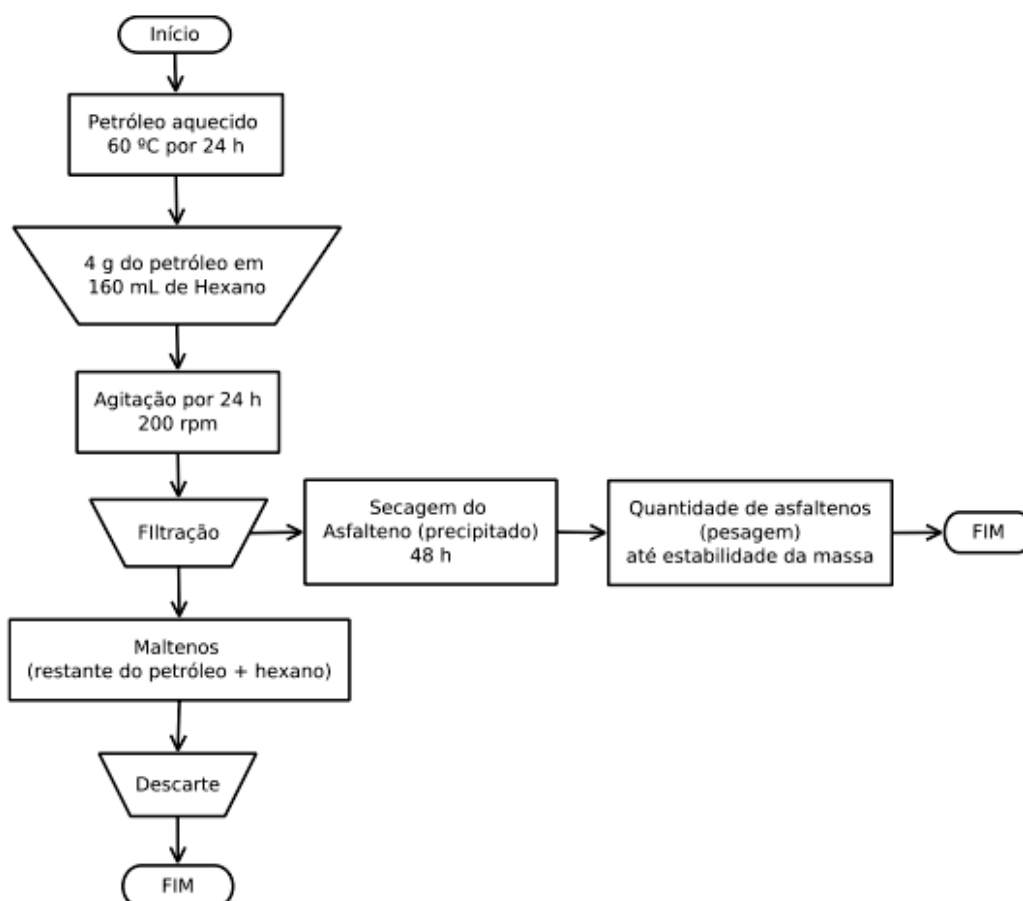 Início
Petróleo aquecido
60 ºC por 24 h
4 g do petróleo em
160 mL de Hexano
Agitação por 24 h
200 rpm
FIltração
Secagem do
Asfalteno (precipitado)
48 h
Quantidade de asfaltenos
(pesagem)
até estabilidade da massa
FIM
Maltenos
(restante do petróleo + hexano)
Descarte
FIM